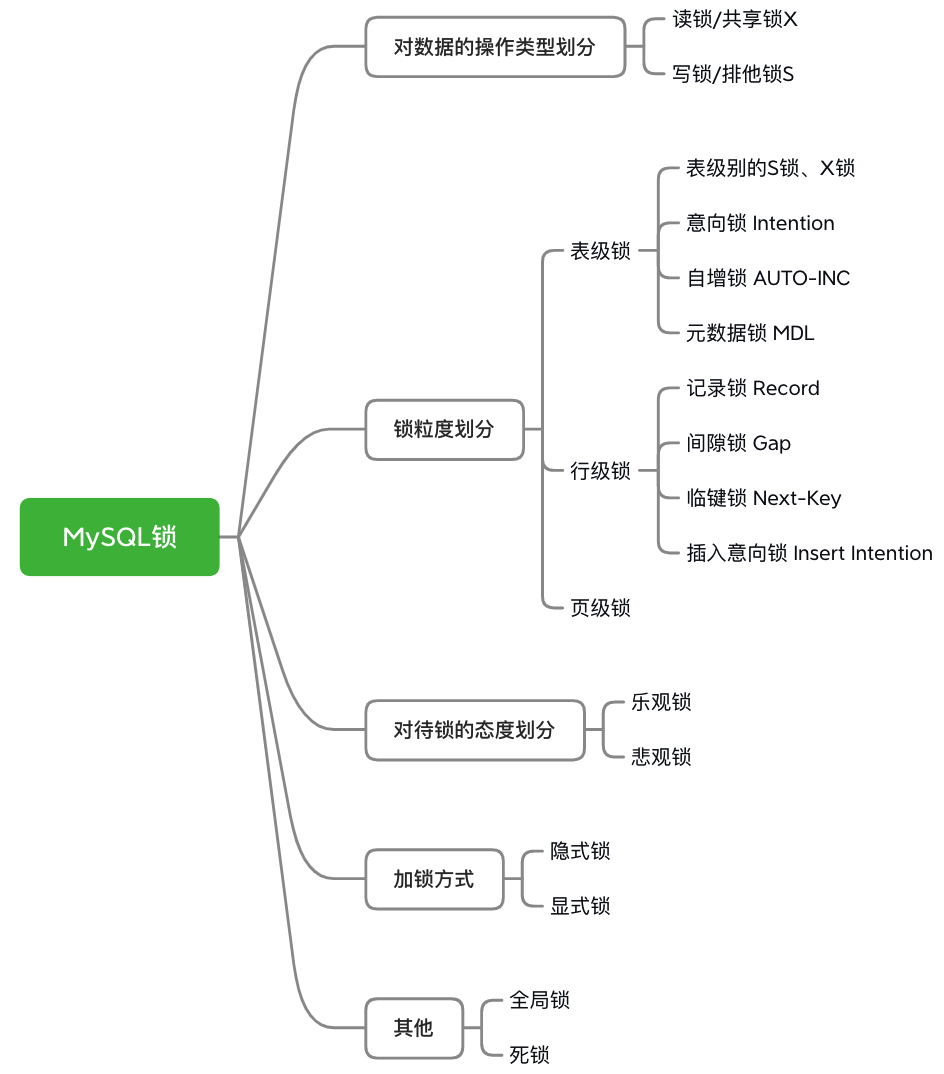 MySQL锁
对数据的操作类型划分
读锁/共享锁X
写锁/排他锁S
锁粒度划分
表级锁
表级别的S锁、X锁
意向锁 Intention
自增锁 AUTO-INC
元数据锁 MDL
行级锁
记录锁 Record
间隙锁 Gap
临键锁 Next-Key
插入意向锁 Insert Intention
页级锁
对待锁的态度划分
乐观锁
悲观锁
加锁方式
隐式锁
显式锁
其他
全局锁
死锁